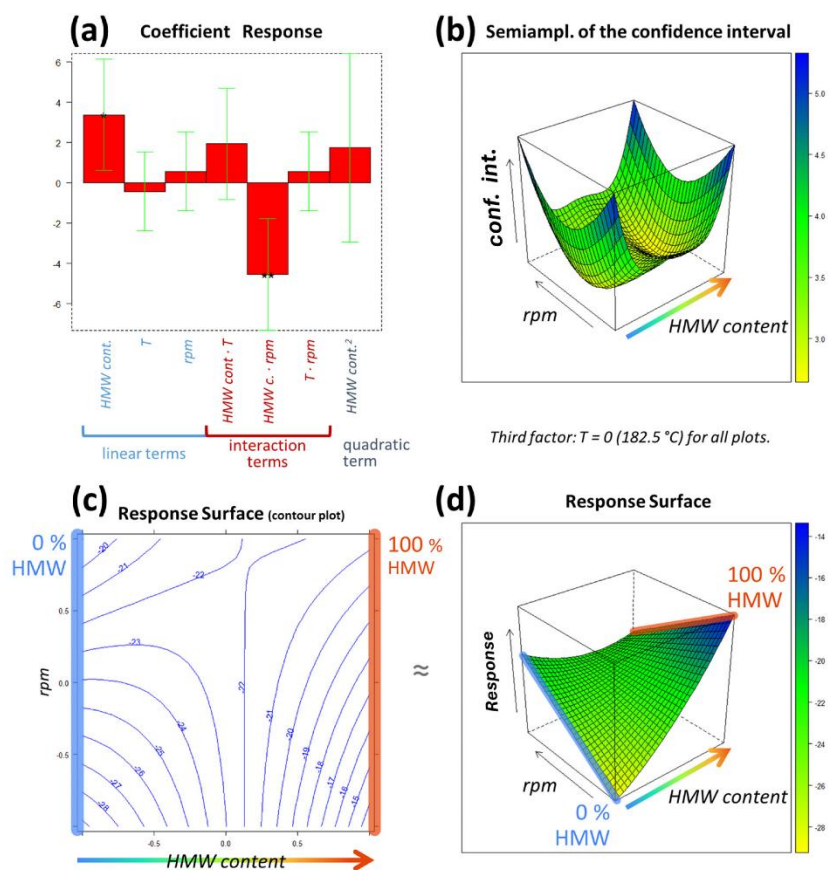 (a)
Coefficient Response
6
4
2
0
-2
-4
-6
HMW cont.
T
rpm
HMW cont · T
HMW c. · rpm
T · rpm
HMW cont.²
linear terms
interaction
terms
quadratic
term
(b)
Semiampl. of the confidence interval
conf. int.
rpm
HMW content
5.0
4.5
4.0
3.5
3.0
Third factor: T = 0 (182.5 °C) for all plots.
(c)
Response Surface (contour plot)
0 %
HMW
100 %
HMW
rpm
0.5
0.0
-0.5
-20
-21
-22
-23
-24
-25
-26
-27
-28
-22
-21
-20
-19
-18
-17
-16
-15
-0.5
0.0
0.5
HMW content
≈
(d)
Response Surface
100 %
HMW
Response
rpm
0 %
HMW
HMW content
-14
-16
-18
-20
-22
-24
-26
-28